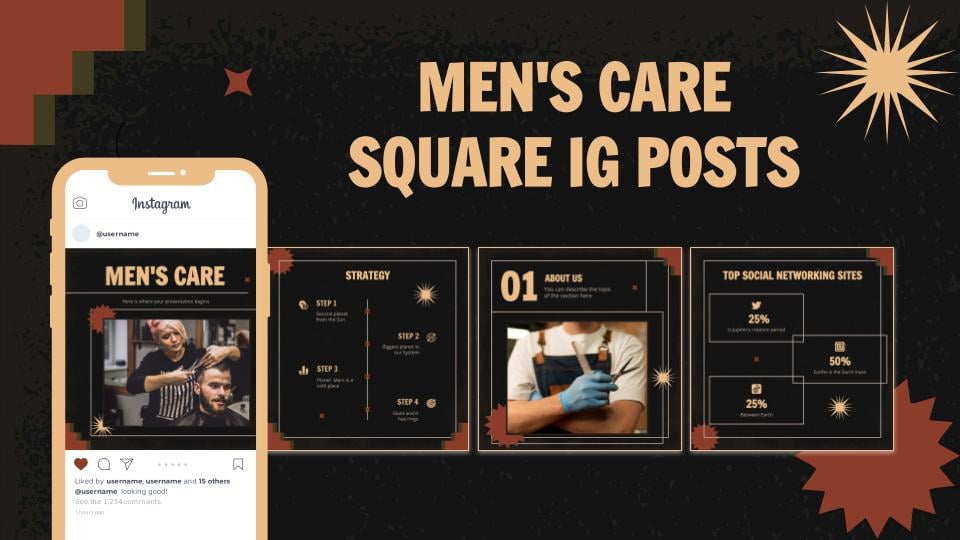 MEN'S CARE
SQUARE IG POSTS
Instagram
@username
MEN'S CARE
Here is where your presentation begins
Liked by username, username and 15 others
@username looking good!
See the 1,234 comments
3 hours ago
STRATEGY
STEP 1
Second planet
from the Sun
STEP 2
Biggest planet in
our System
STEP 3
Planet Mars is a
cold place
STEP 4
Giant and it
has rings
01
ABOUT US
You can describe the topic
of the section here
TOP SOCIAL NETWORKING SITES
25%
Is Jupiter's rotation period
50%
Earths is the Sun's mass
25%
Between Earth